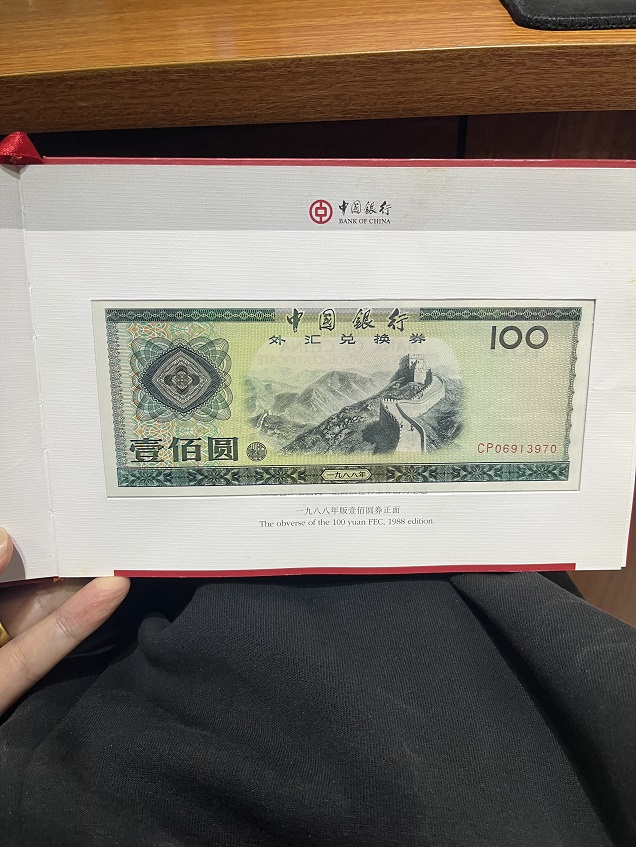 中国银行
BANK OF CHINA
中国银行
外汇兑换券
100
壹佰圆
CP06913970
一九八八年
一九八八年版壹佰圆券正面
The obverse of the 100 yuan FEC, 1988 edition